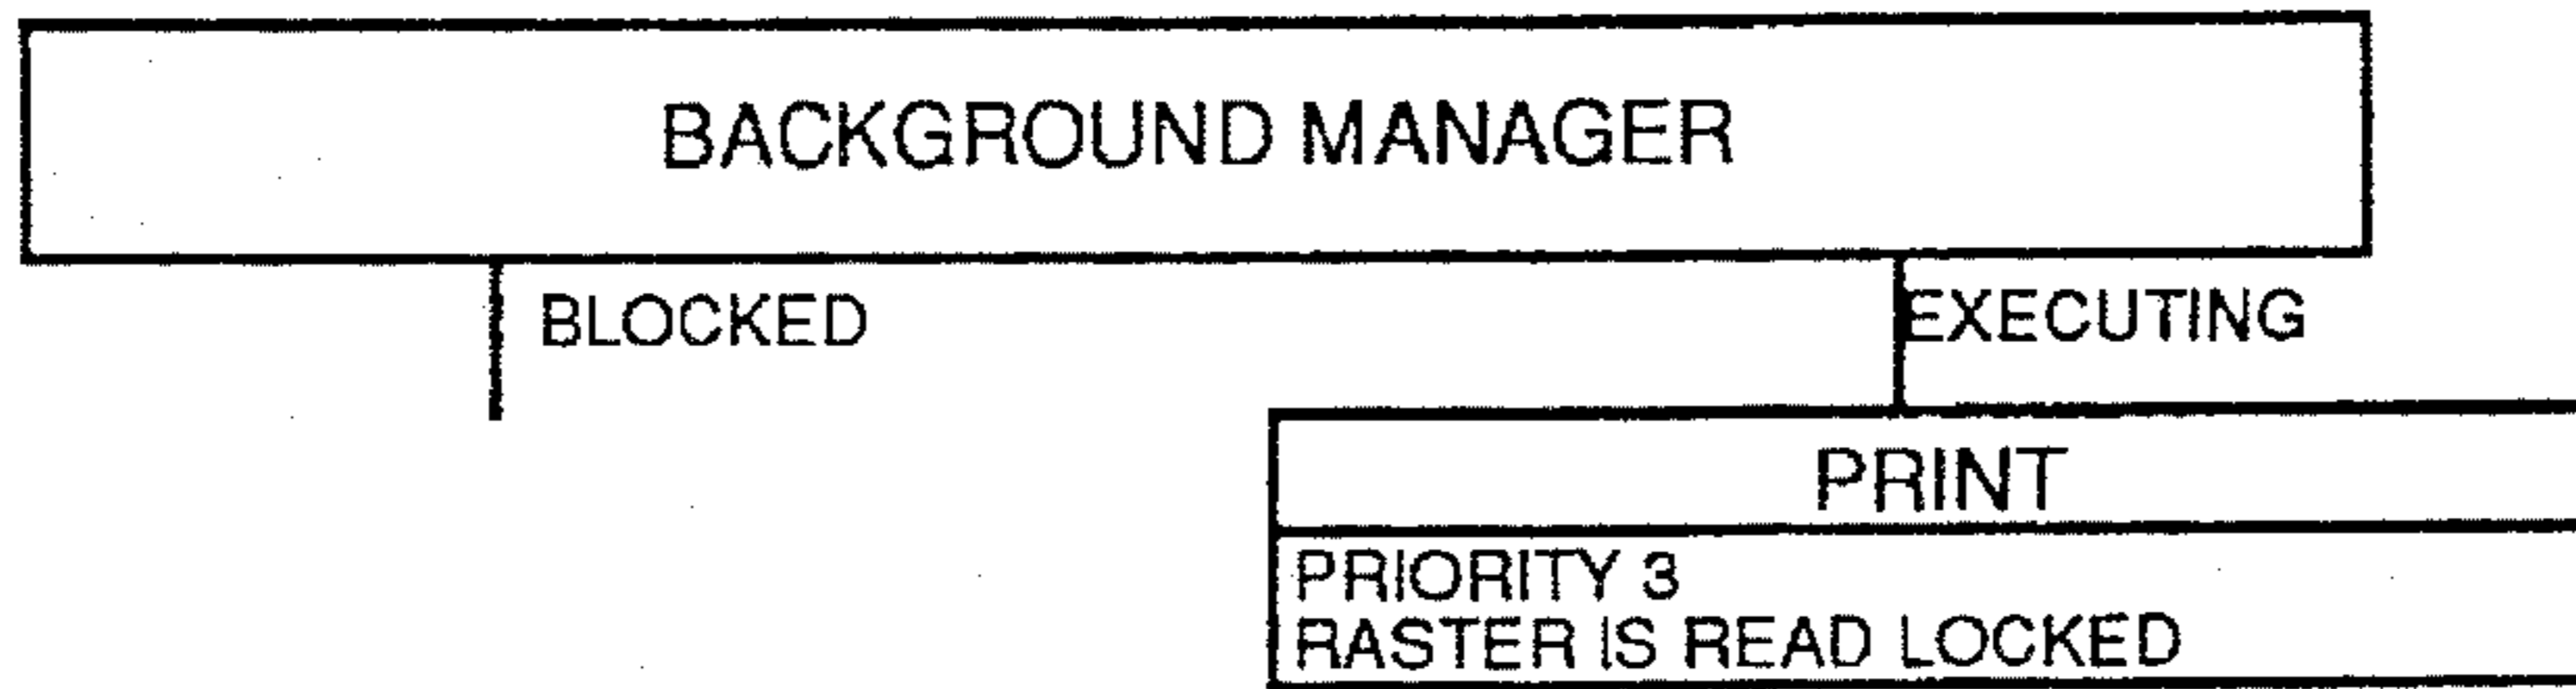 BACKGROUND MANAGER
BLOCKED
EXECUTING
PRINT
PRIORITY 3
RASTER IS READ LOCKED